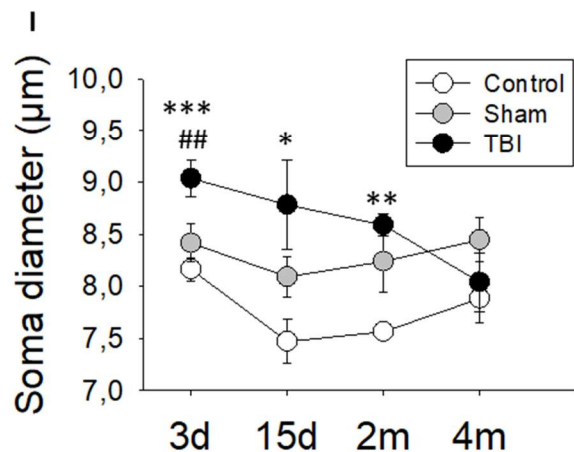 I
Soma diameter (µm)
10,0
9,5
9,0
8,5
8,0
7,5
7,0
***
##
*
**
Control
Sham
TBI
3d 15d 2m 4m